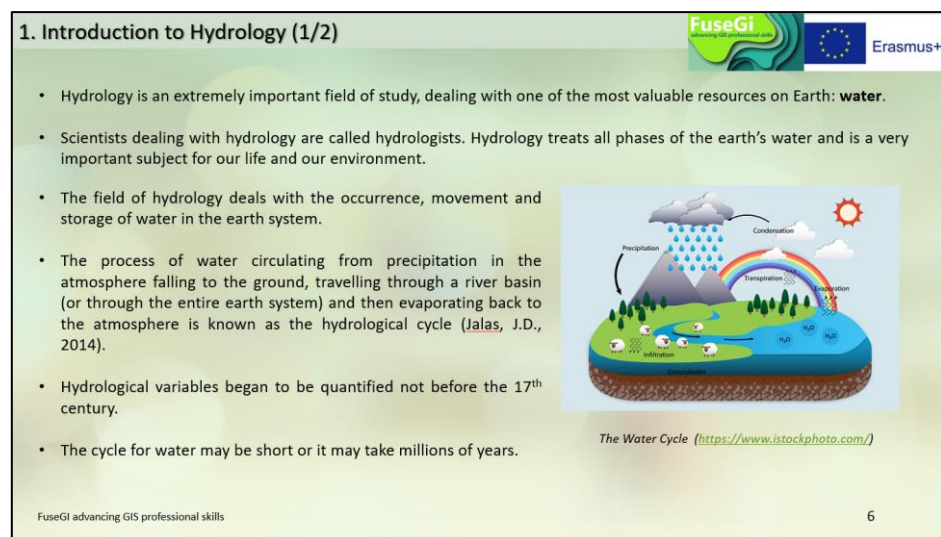 1. Introduction to Hydrology (1/2)
FuseGi
advancing GIS professional skills
Erasmus+
• Hydrology is an extremely important field of study, dealing with one of the most valuable resources on Earth: water.
• Scientists dealing with hydrology are called hydrologists. Hydrology treats all phases of the earth's water and is a very
important subject for our life and our environment.
• The field of hydrology deals with the occurrence, movement and
storage of water in the earth system.
• The process of water circulating from precipitation in the
atmosphere falling to the ground, travelling through a river basin
(or through the entire earth system) and then evaporating back to
the atmosphere is known as the hydrological cycle (Jalas, J.D.,
2014).
• Hydrological variables began to be quantified not before the 17th
century.
• The cycle for water may be short or it may take millions of years.
Condensation
Precipitation
Transpiration
Evaporation
H₂O
H₂O
H₂O
Infiltration
Groundwater
The Water Cycle (https://www.istockphoto.com/)
FuseGI advancing GIS professional skills
6